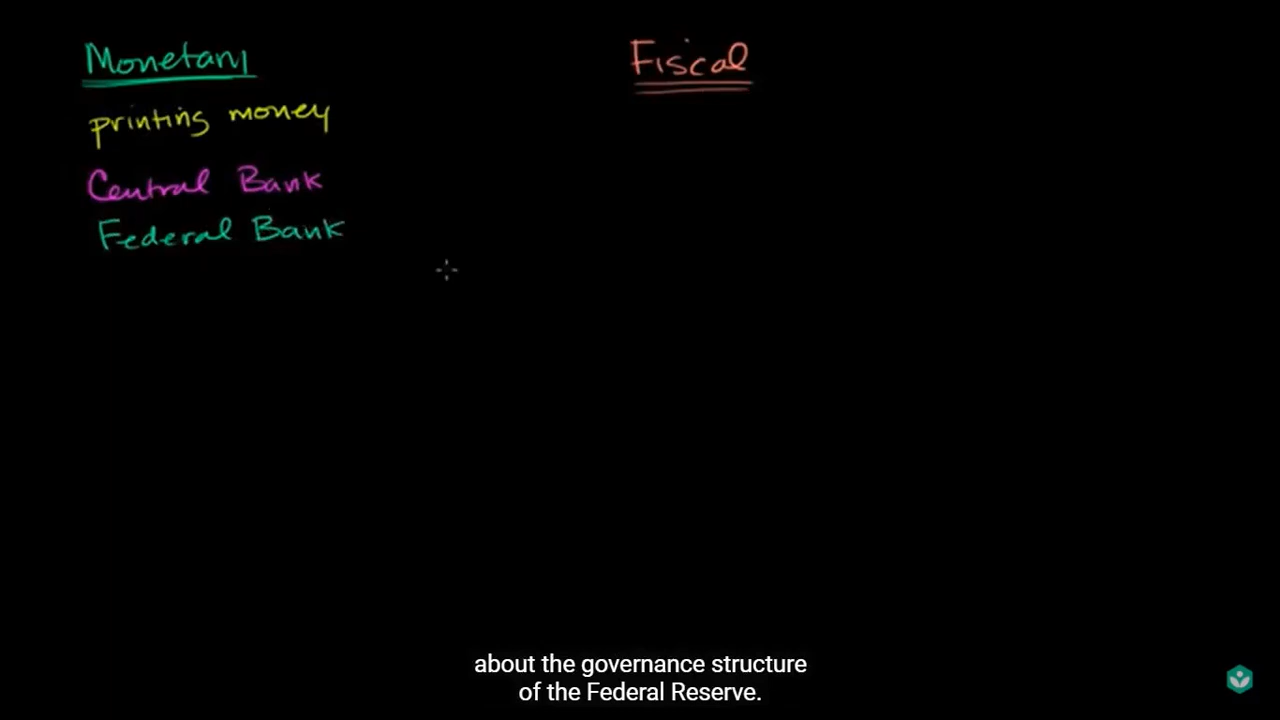 Monetary
Fiscal
printing money
Central Bank
Federal Bank
about the governance structure
of the Federal Reserve.